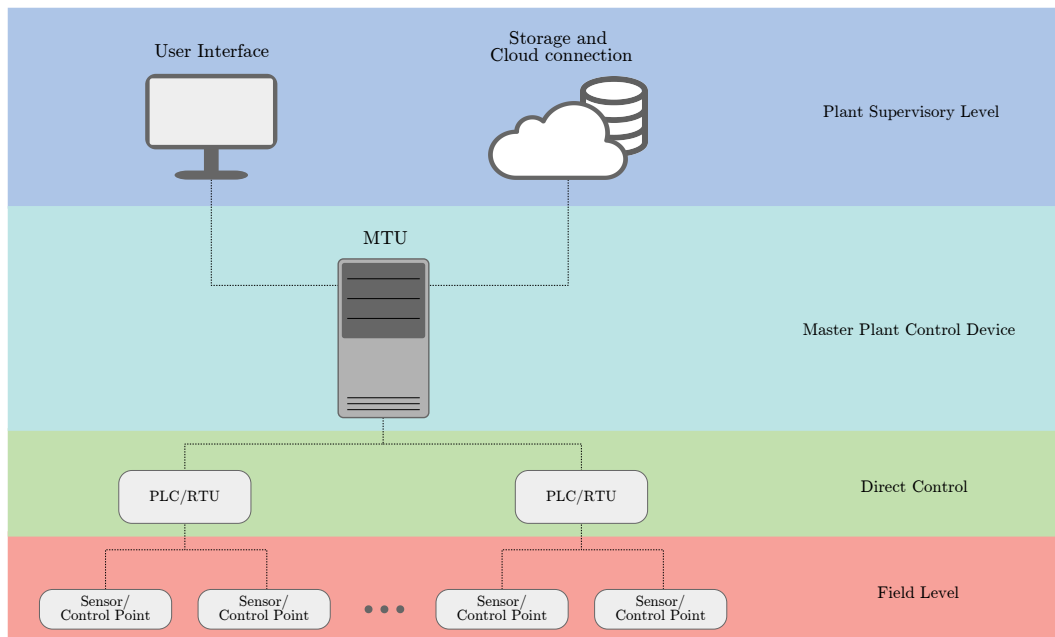 User Interface
Storage and
Cloud connection
Plant Supervisory Level
MTU
Master Plant Control Device
PLC/RTU
PLC/RTU
Direct Control
Sensor/
Control Point
Sensor/
Control Point
Sensor/
Control Point
Sensor/
Control Point
Field Level